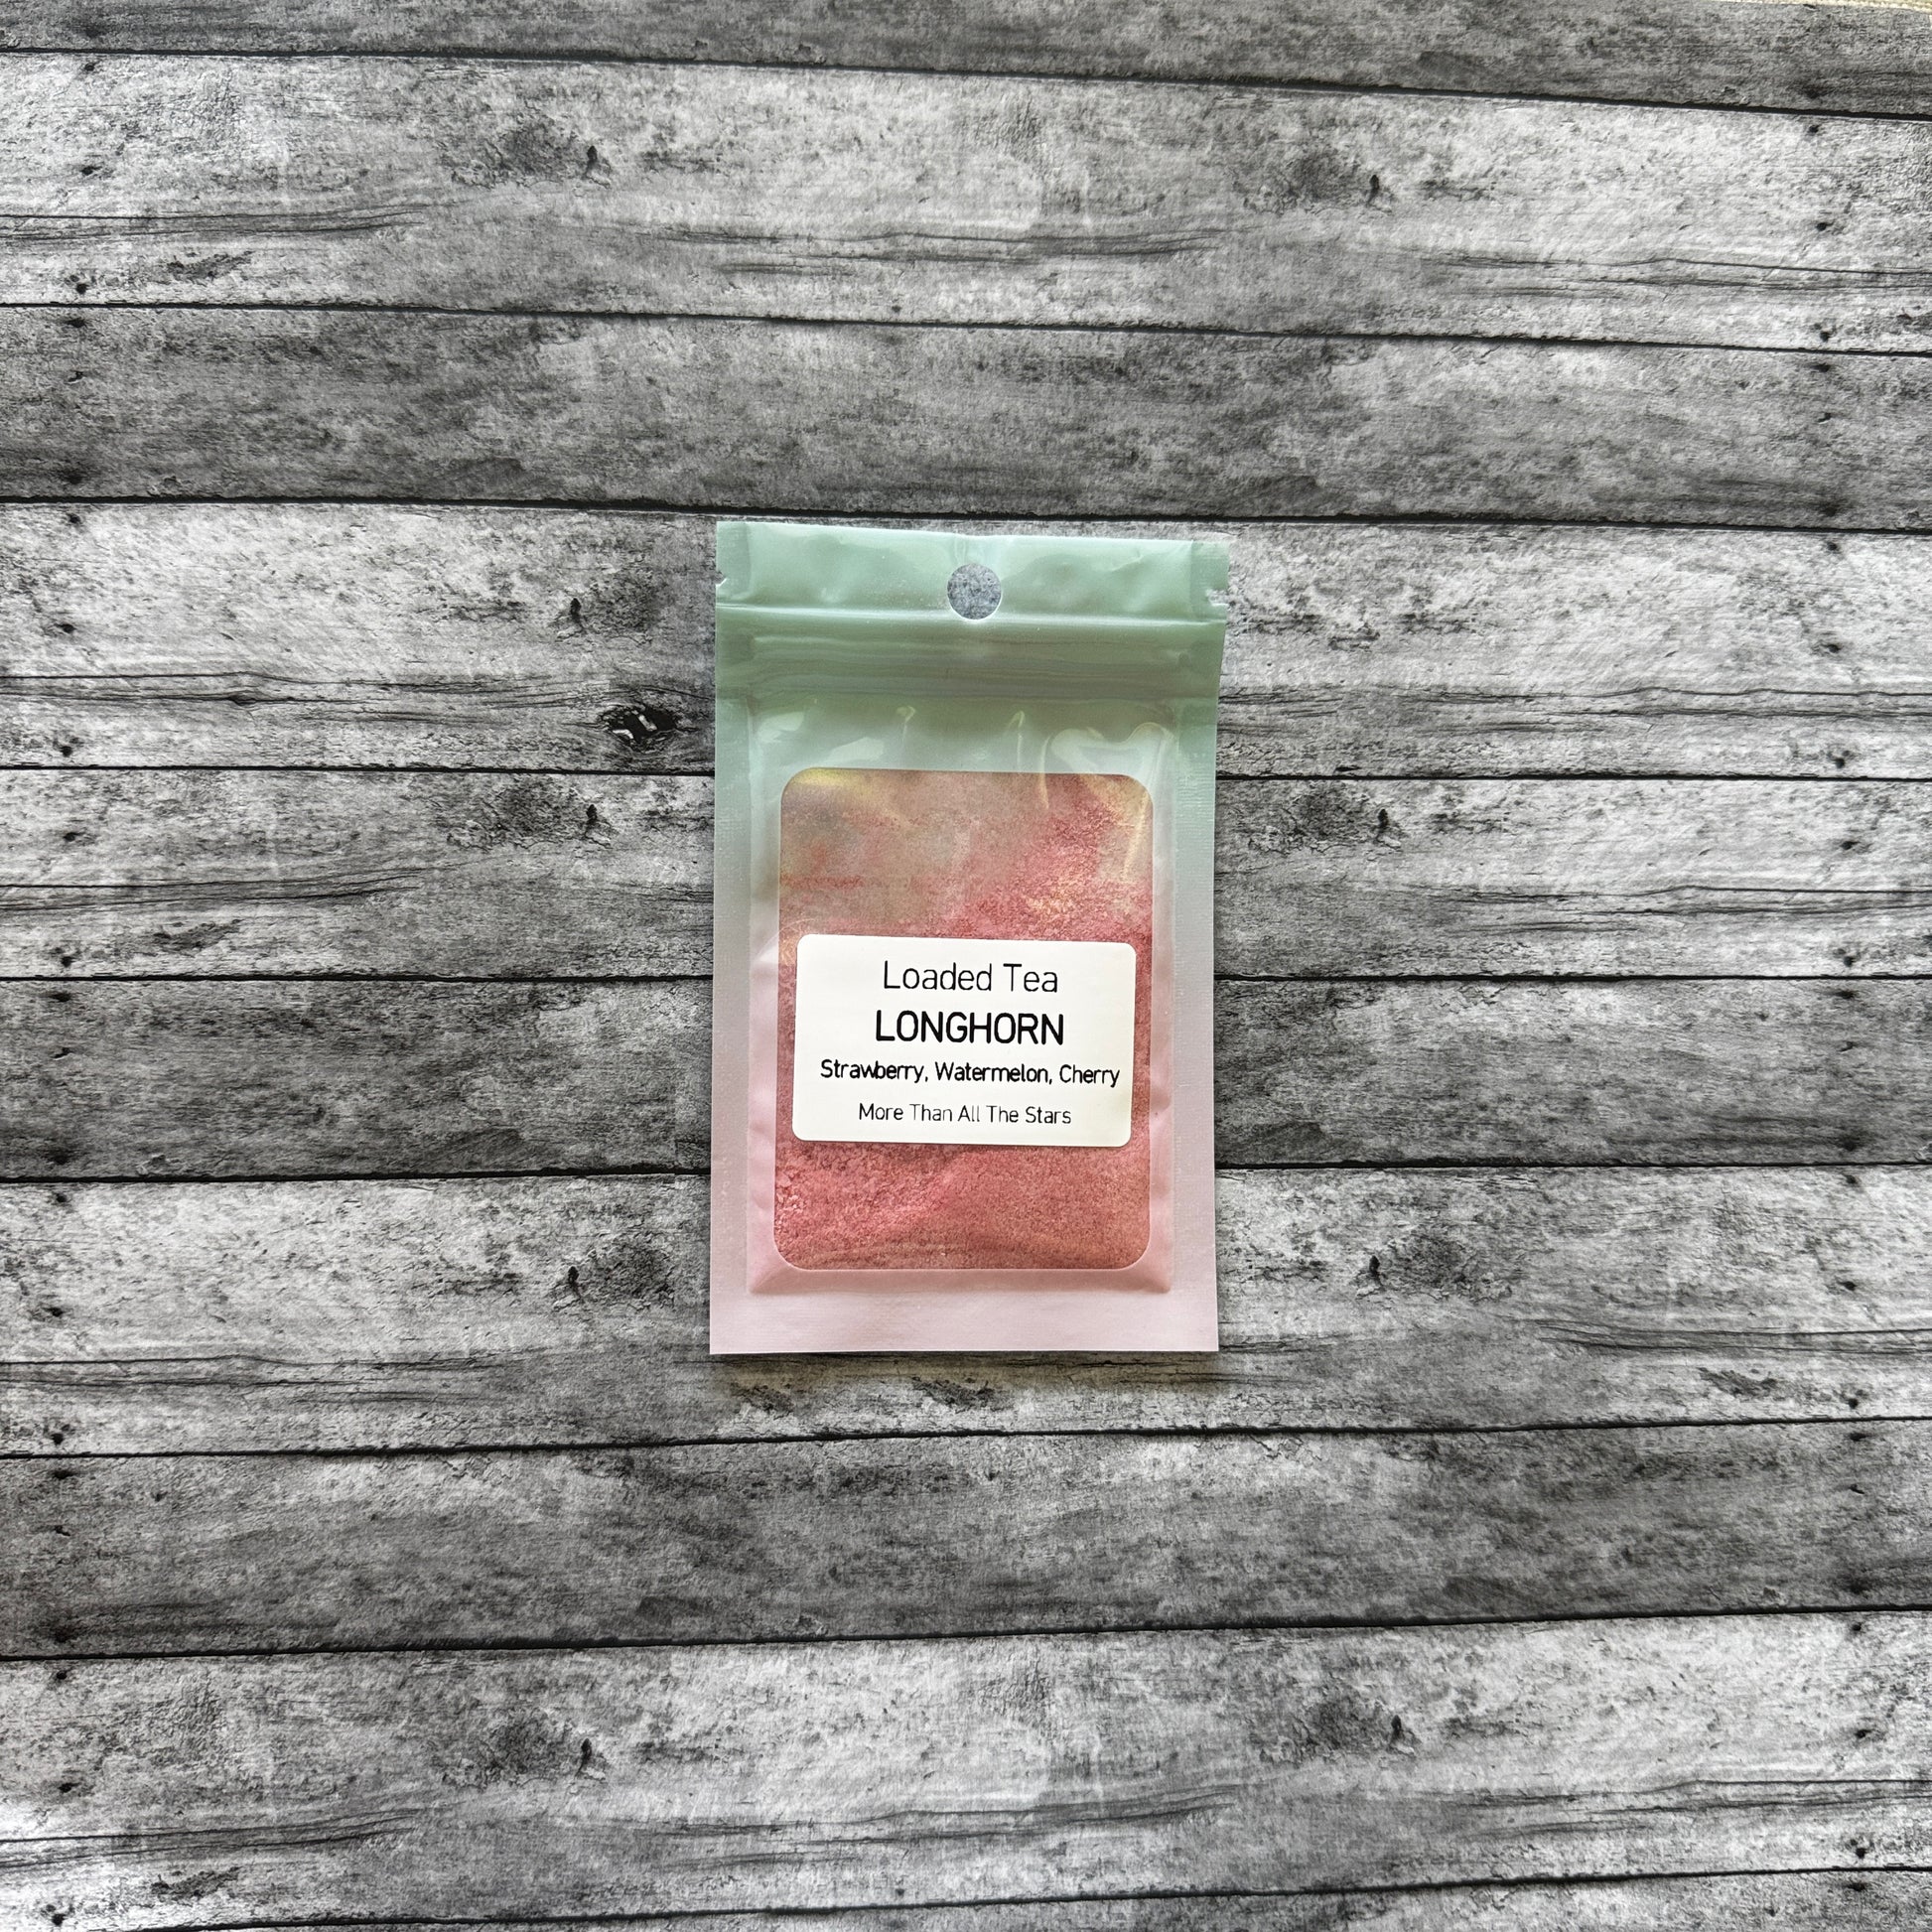 Loaded Tea
LONGHORN
Strawberry, Watermelon, Cherry
More Than All The Stars